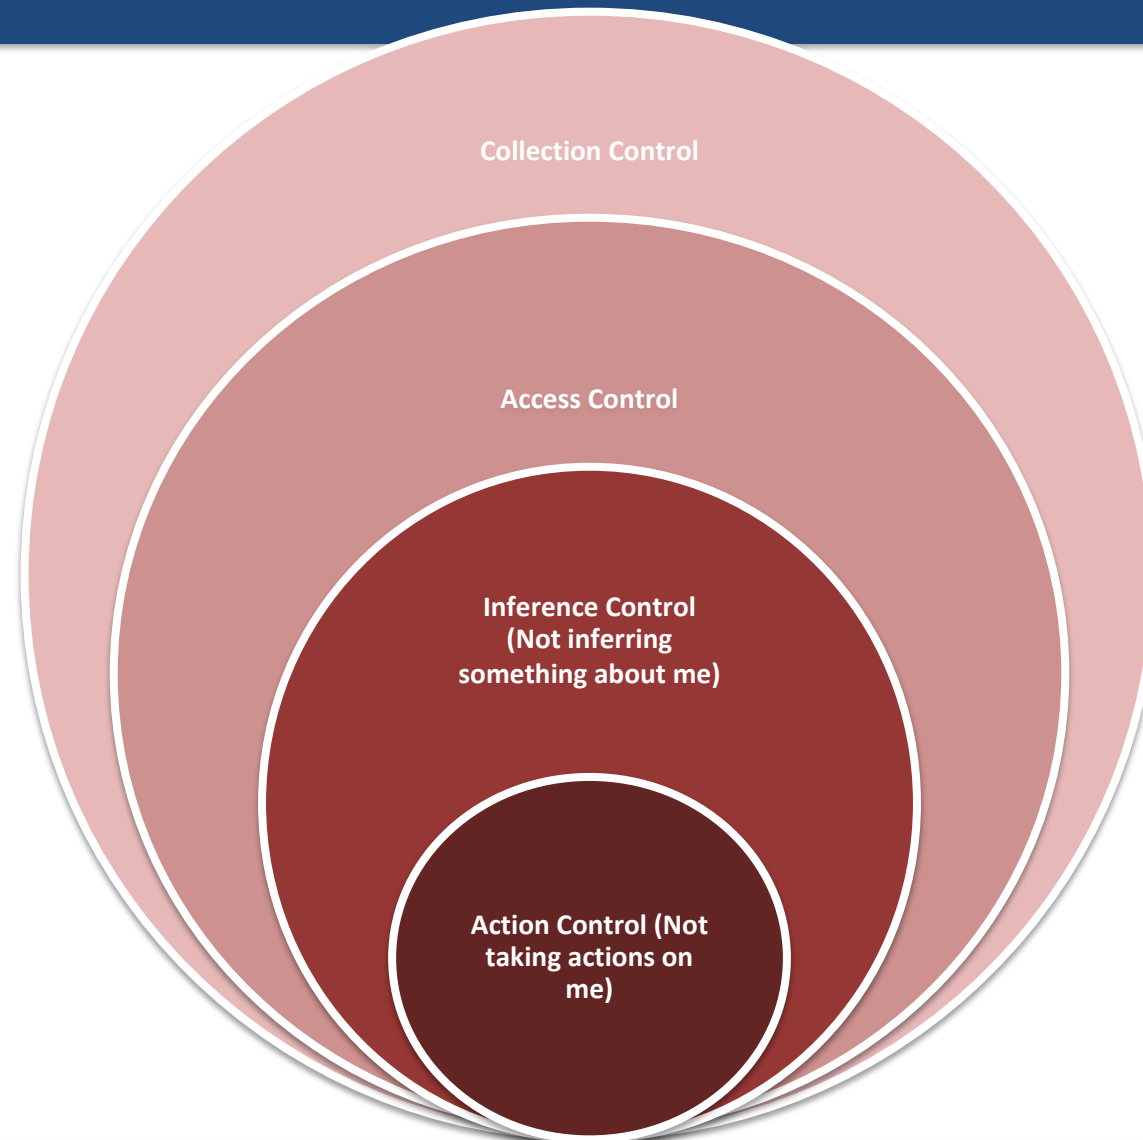 Collection Control
Access Control
Inference Control
(Not inferring
something about me)
Action Control (Not
taking actions on
me)